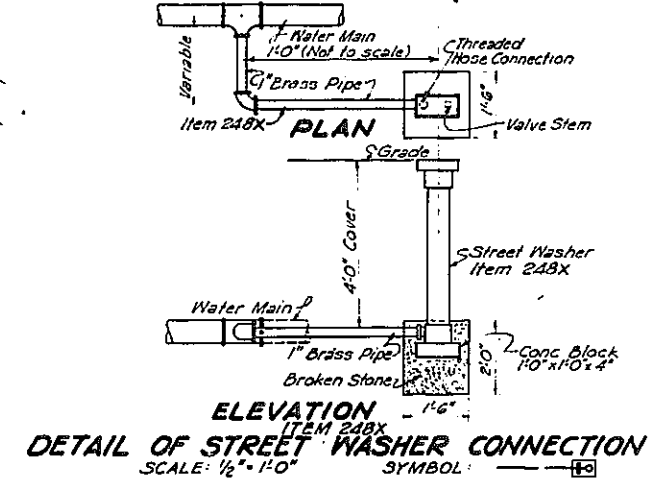 Water Main
1'-0" (Not to scale)
Threaded
Hose Connection
Variable
1" Brass Pipe
1'-6"
Item 248X
PLAN
Valve Stem
Grade
4'-0" Cover
Street Washer
Item 248X
Water Main
1" Brass Pipe
Conc. Block
1'-0"x1'-0"x4"
2'-0"
Broken Stone
ELEVATION
1'-6"
ITEM 248X
DETAIL OF STREET WASHER CONNECTION
SCALE: 1/2" = 1'-0"
SYMBOL: